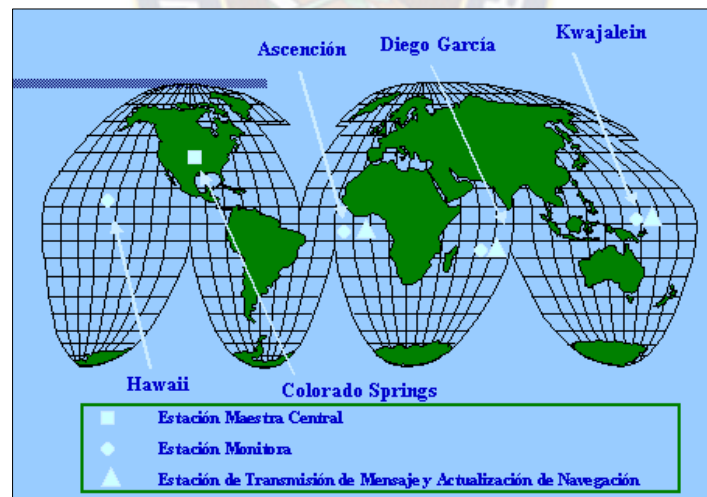 Kwajalein
Diego García
Ascención
Hawaii
Colorado Springs
Estación Maestra Central
Estación Monitora
Estación de Transmisión de Mensaje y Actualización de Navegación